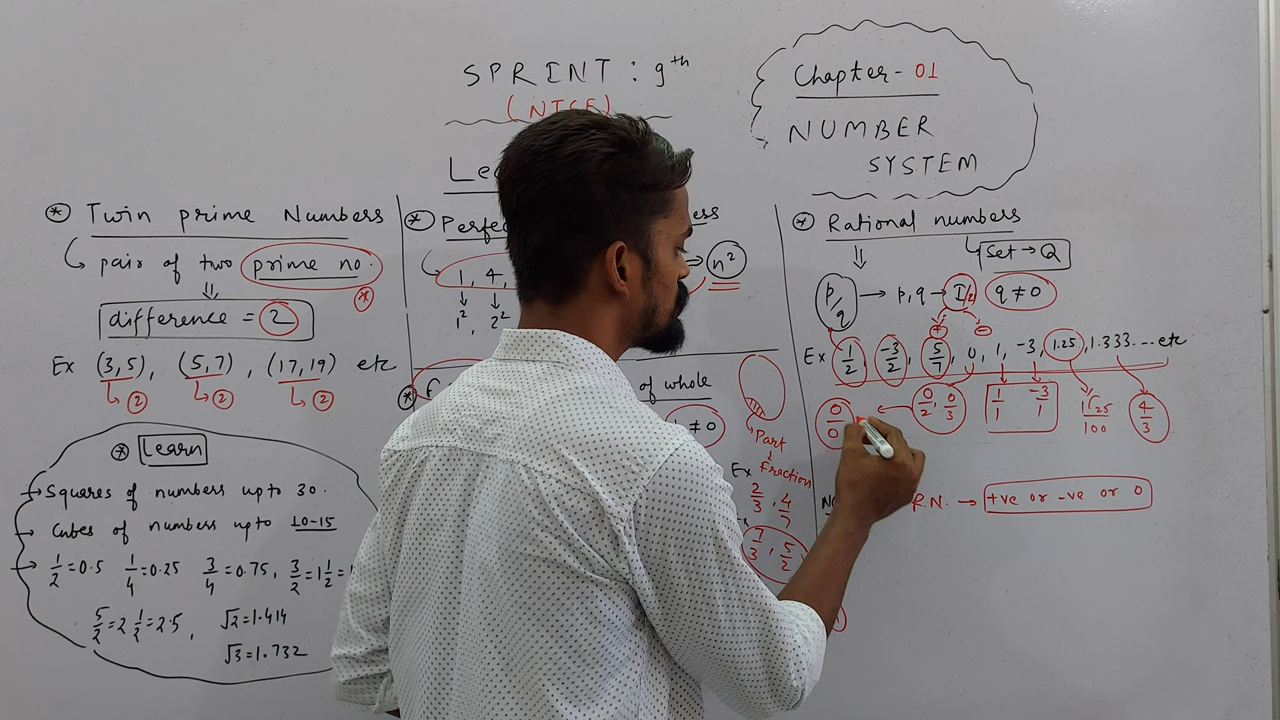 SPRINT : 9th
(NTSE)
Chapter- 01
NUMBER
SYSTEM
* Twin prime Numbers
pair of two prime no.
*
difference = 2
Ex (3,5), (5,7), (17,19) etc
2 2 2
* Learn
→ Squares of numbers upto 30.
→ Cubes of numbers upto 10-15
→ 1/2=0.5 1/4=0.25 3/4=0.75, 3/2=1 1/2=
5/2=2 1/2=2.5, √2=1.414
√3=1.732
*
1, 4,
→ n²
1² , 2²
*
of whole
≠ 0
Part
↓
Ex Fraction
2/3 , 4/7
7/3 , 5/2
* Rational numbers
Set → Q
p/q → p,q → I q ≠ 0
+ -
Ex 1/2, -3/2, 5/7, 0, 1, -3, 1.25, 1.333... etc
0/0 ← 0/2, 0/3 1/1 -3/1 125/100 4/3
R.N. → +ve or -ve or 0